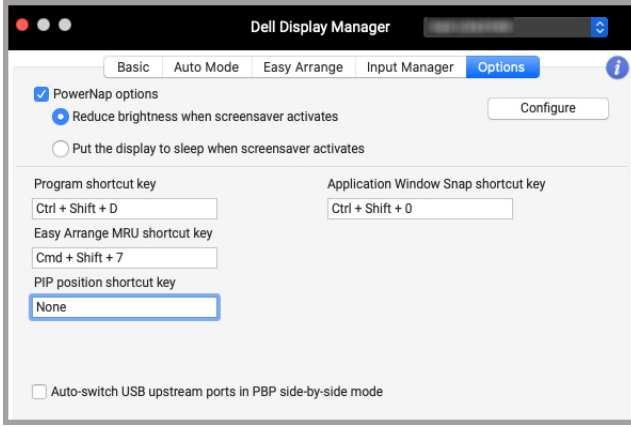 Dell Display Manager
Basic Auto Mode Easy Arrange Input Manager Options
i
PowerNap options
Configure
Reduce brightness when screensaver activates
Put the display to sleep when screensaver activates
Program shortcut key
Application Window Snap shortcut key
Ctrl + Shift + D
Ctrl + Shift + 0
Easy Arrange MRU shortcut key
Cmd + Shift + 7
PIP position shortcut key
None
Auto-switch USB upstream ports in PBP side-by-side mode